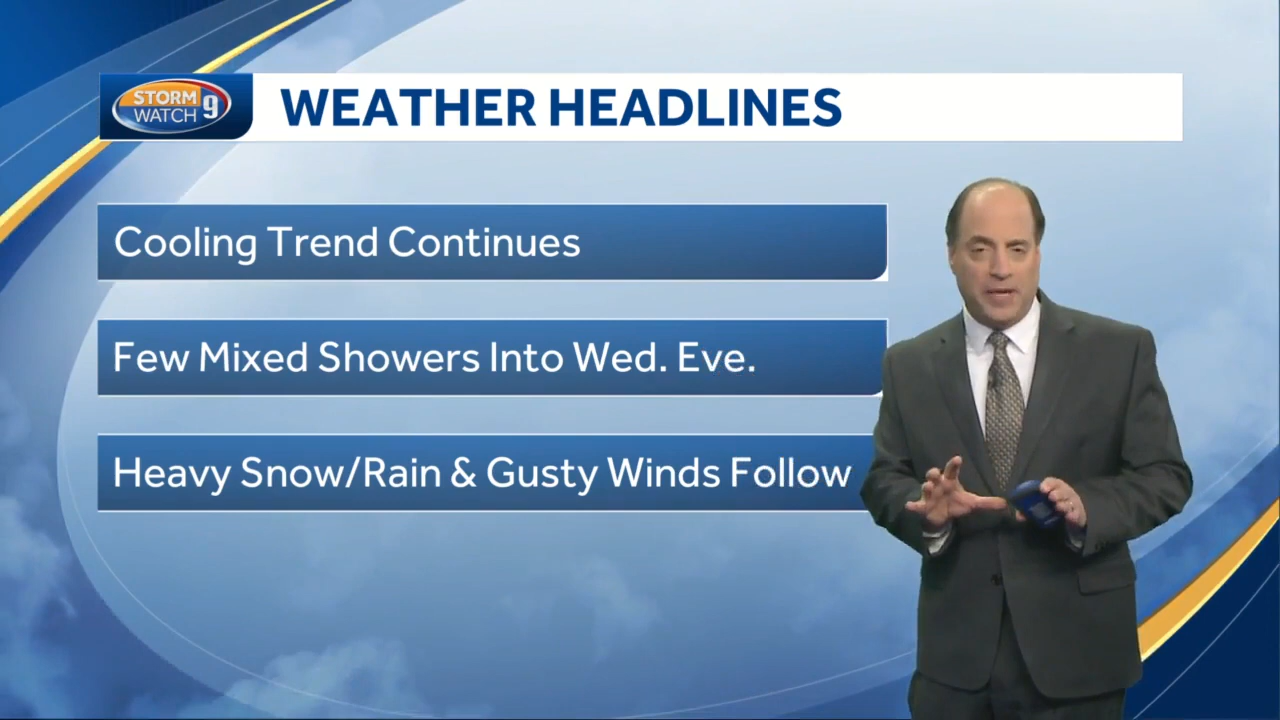 STORM
WATCH 9
WEATHER HEADLINES
Cooling Trend Continues
Few Mixed Showers Into Wed. Eve.
Heavy Snow/Rain & Gusty Winds Follow